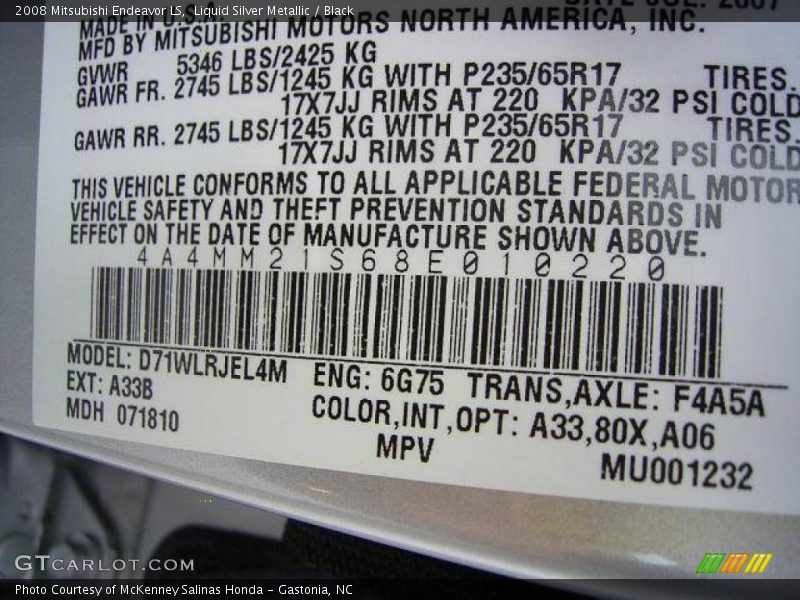 2008 Mitsubishi Endeavor LS, Liquid Silver Metallic / Black
MADE IN U.S.A.
MFD BY MITSUBISHI MOTORS NORTH AMERICA, INC.
GVWR 5346 LBS/2425 KG
GAWR FR. 2745 LBS/1245 KG WITH P235/65R17 TIRES.
17X7JJ RIMS AT 220 KPA/32 PSI COLD
GAWR RR. 2745 LBS/1245 KG WITH P235/65R17 TIRES.
17X7JJ RIMS AT 220 KPA/32 PSI COLD
THIS VEHICLE CONFORMS TO ALL APPLICABLE FEDERAL MOTOR
VEHICLE SAFETY AND THEFT PREVENTION STANDARDS IN
EFFECT ON THE DATE OF MANUFACTURE SHOWN ABOVE.
4A4MM21S68E010220
MODEL: D71WLRJEL4M ENG: 6G75 TRANS,AXLE: F4A5A
EXT: A33B COLOR,INT,OPT: A33,80X,A06
MDH 071810 MPV MU001232
GTCARLOT.COM
Photo Courtesy of McKenney Salinas Honda - Gastonia, NC